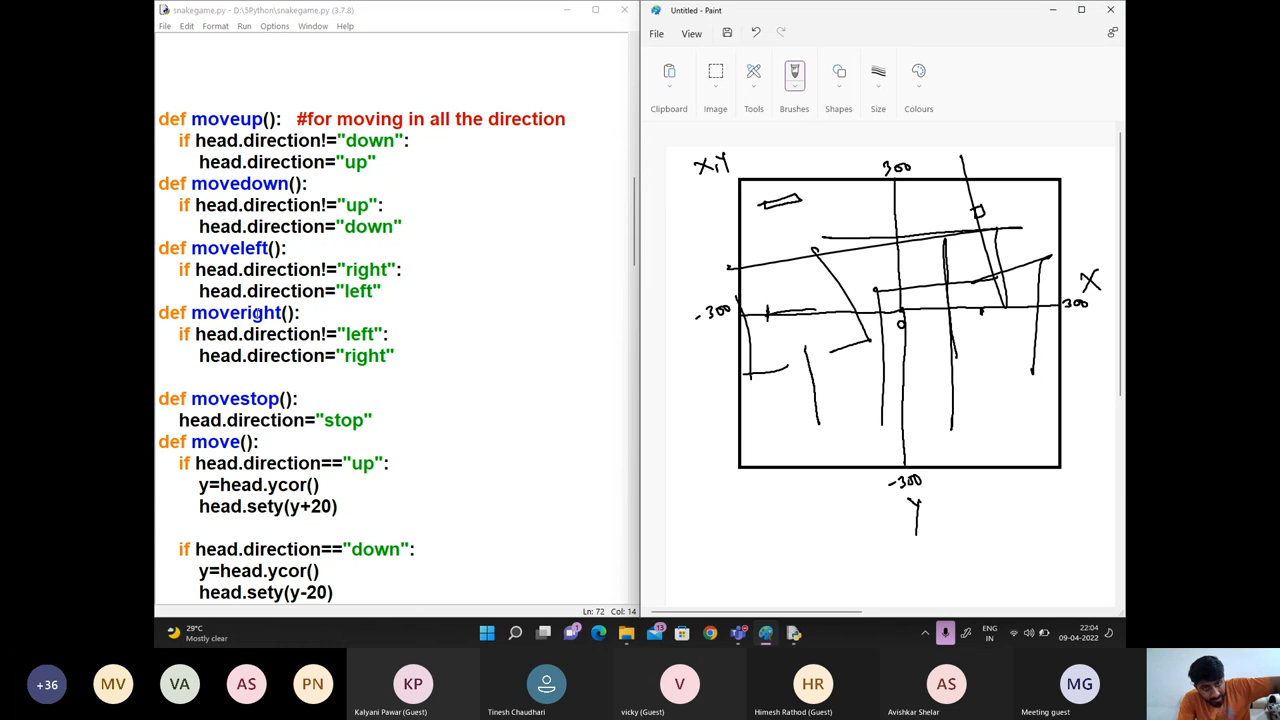 snakegame.py - D:\5Python\snakegame.py (3.7.8)
File Edit Format Run Options Window Help
def moveup(): #for moving in all the direction
if head.direction!="down":
head.direction="up"
def movedown():
if head.direction!="up":
head.direction="down"
def moveleft():
if head.direction!="right":
head.direction="left"
def moveright():
if head.direction!="left":
head.direction="right"
def movestop():
head.direction="stop"
def move():
if head.direction=="up":
y=head.ycor()
head.sety(y+20)
if head.direction=="down":
y=head.ycor()
head.sety(y-20)
Ln: 72 Col: 14
Untitled - Paint
File View
Clipboard Image Tools Brushes Shapes Size Colours
X,Y
300
X
-300
300
0
-300
Y
29°C
Mostly clear
1
13
ENG
IN
22:04
09-04-2022
+36 MV VA AS PN KP V HR AS MG
Kalyani Pawar (Guest) Tinesh Chaudhari vicky (Guest) Himesh Rathod (Guest) Avishkar Shelar Meeting guest